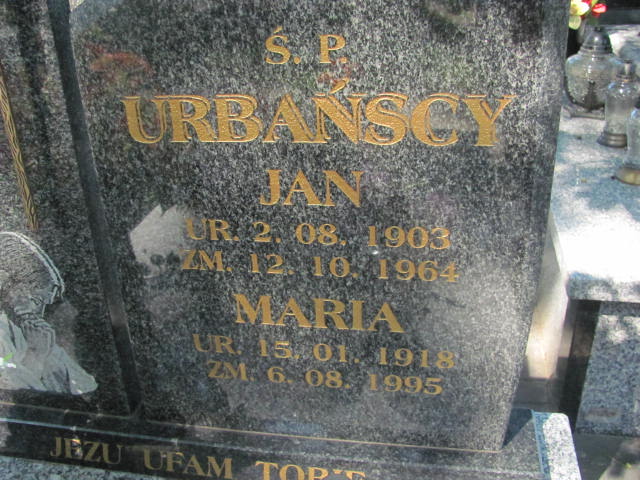 Ś. P.
URBAŃSCY
JAN
UR. 2. 08. 1903
ZM. 12. 10. 1964
MARIA
UR. 15. 01. 1918
ZM. 6. 08. 1995
JEZU UFAM TOBIE